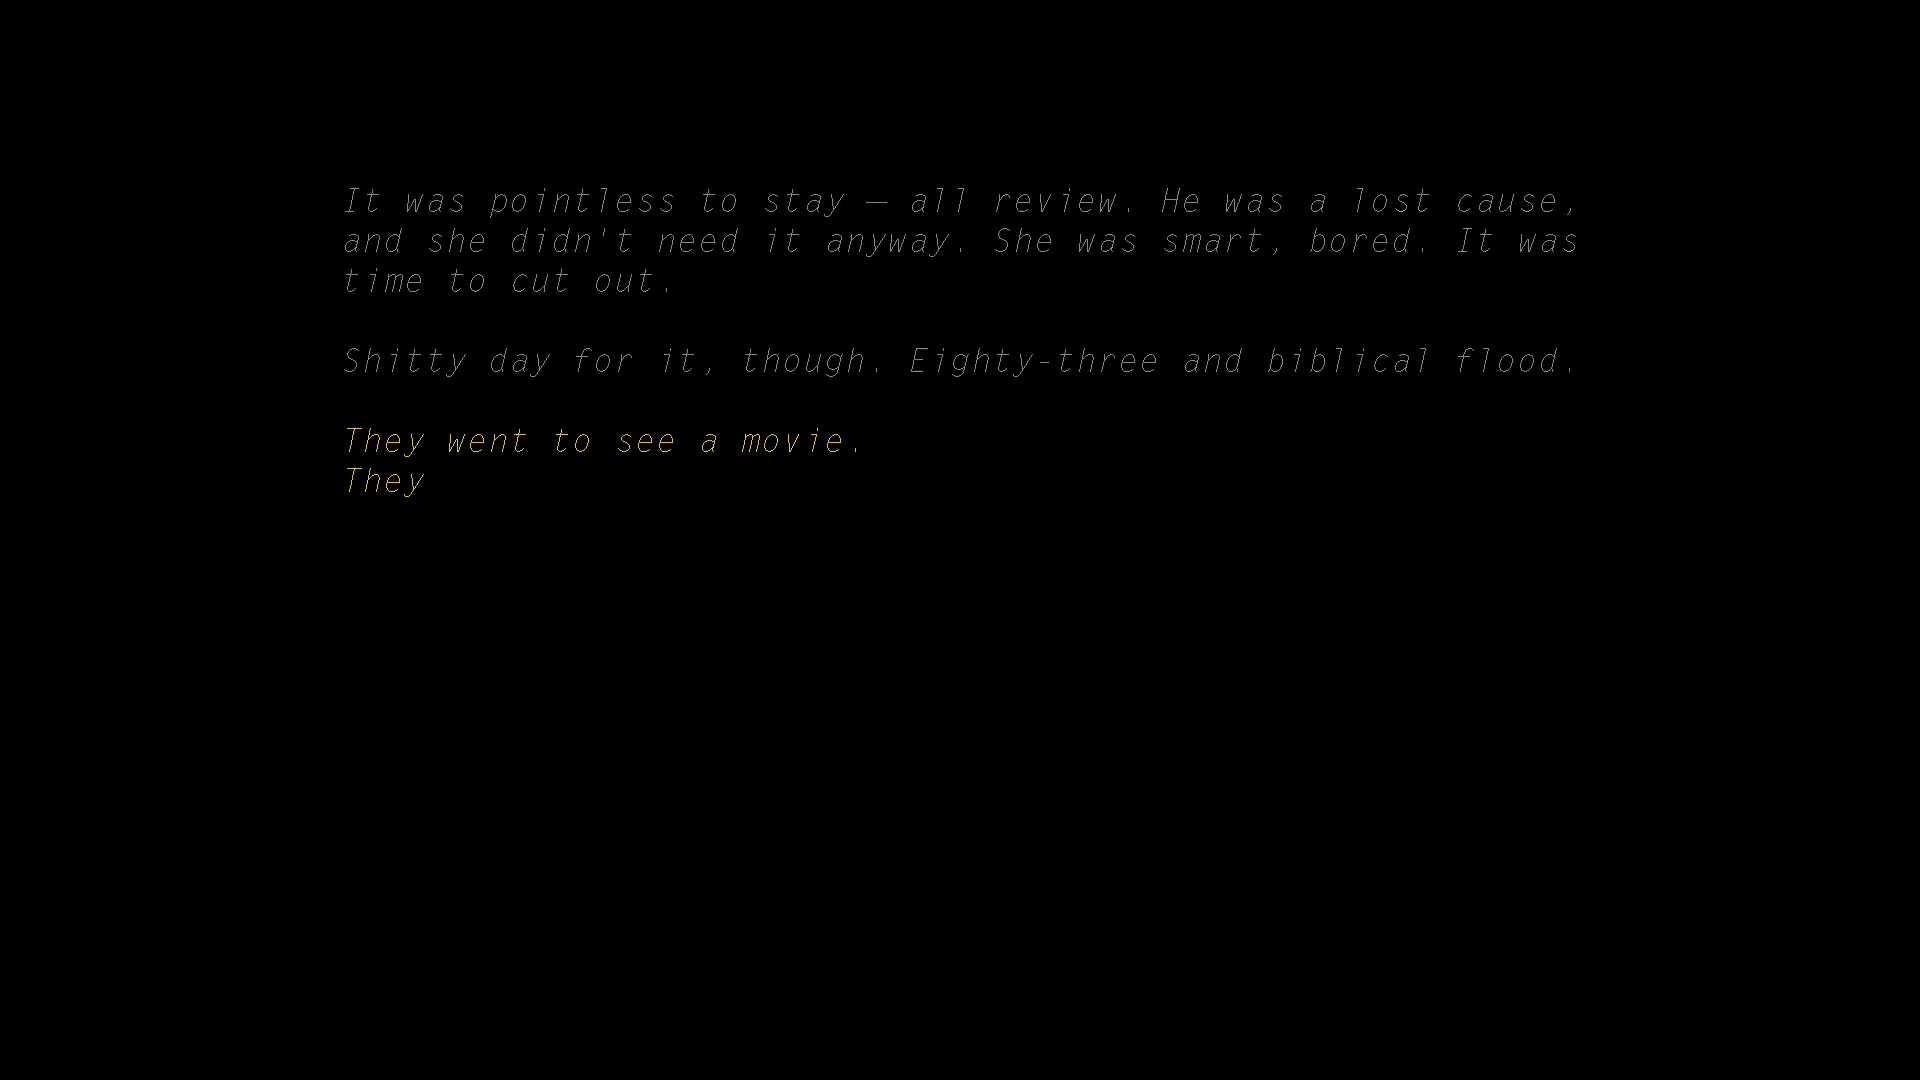 It was pointless to stay — all review. He was a lost cause,
and she didn't need it anyway. She was smart, bored. It was
time to cut out.
Shitty day for it, though. Eighty-three and biblical flood.
They went to see a movie.
They